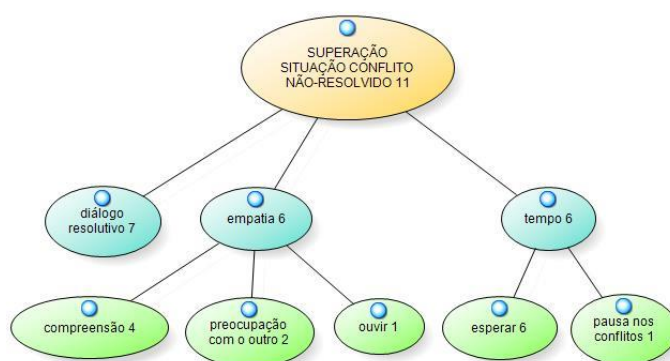 SUPERAÇÃO
SITUAÇÃO CONFLITO
NÃO-RESOLVIDO 11
diálogo
resolutivo 7
empatia 6
tempo 6
compreensão 4
preocupação
com o outro 2
ouvir 1
esperar 6
pausa nos
conflitos 1